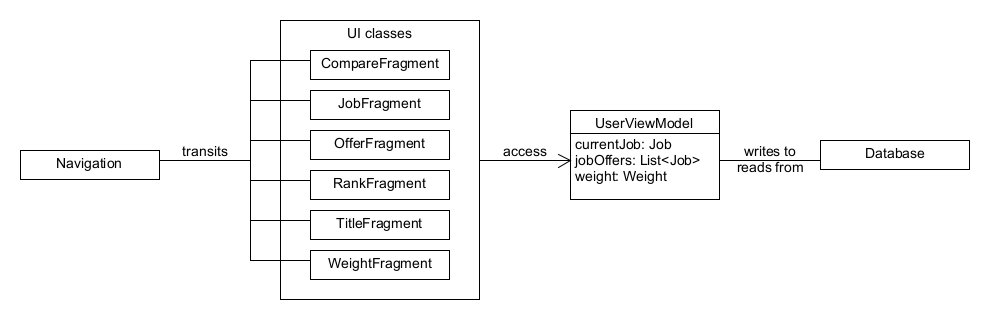 UI classes
CompareFragment
JobFragment
OfferFragment
RankFragment
TitleFragment
WeightFragment
Navigation
transits
access
UserViewModel
currentJob: Job
jobOffers: List<Job>
weight: Weight
writes to
reads from
Database